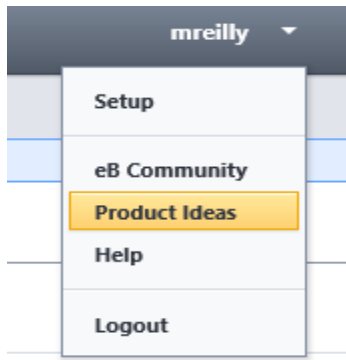 mreilly
Setup
eB Community
Product Ideas
Help
Logout